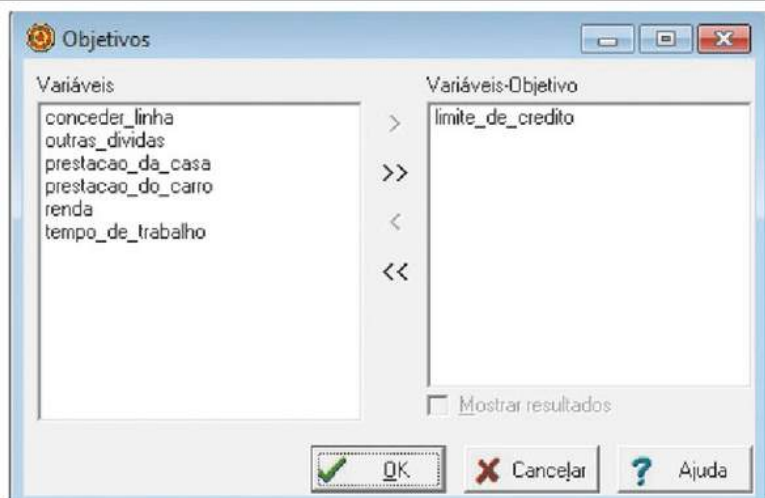 Objetivos
Variáveis
conceder_linha
outras_dividas
prestacao_da_casa
prestacao_do_carro
renda
tempo_de_trabalho
>
>>
<
<<
Variáveis-Objetivo
limite_de_credito
Mostrar resultados
OK
Cancelar
Ajuda